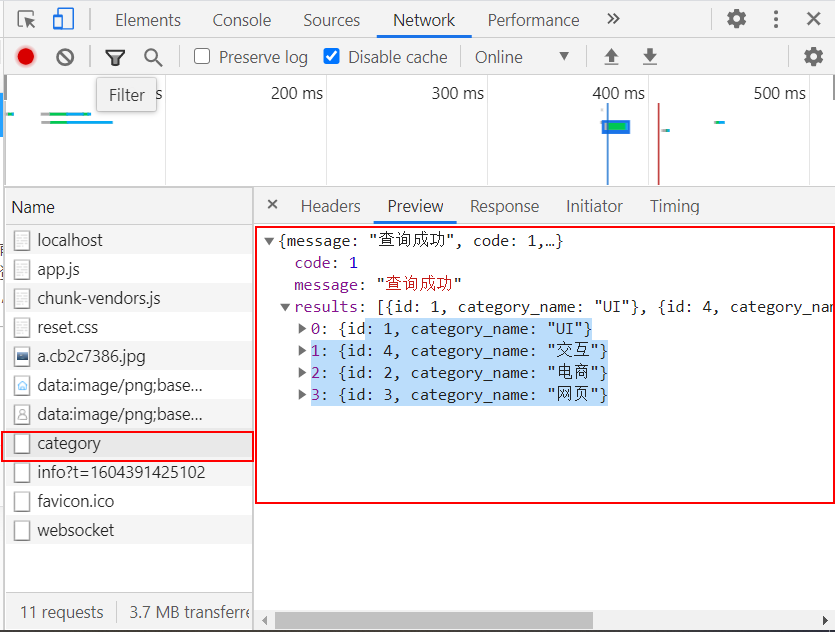 Elements Console Sources Network Performance »
Preserve log Disable cache Online
Filter
200 ms 300 ms 400 ms 500 ms
Name
localhost
app.js
chunk-vendors.js
reset.css
a.cb2c7386.jpg
data:image/png;base...
data:image/png;base...
category
info?t=1604391425102
favicon.ico
websocket
11 requests 3.7 MB transferre
× Headers Preview Response Initiator Timing
{message: "查询成功", code: 1,…}
code: 1
message: "查询成功"
results: [{id: 1, category_name: "UI"}, {id: 4, category_nam
0: {id: 1, category_name: "UI"}
1: {id: 4, category_name: "交互"}
2: {id: 2, category_name: "电商"}
3: {id: 3, category_name: "网页"}